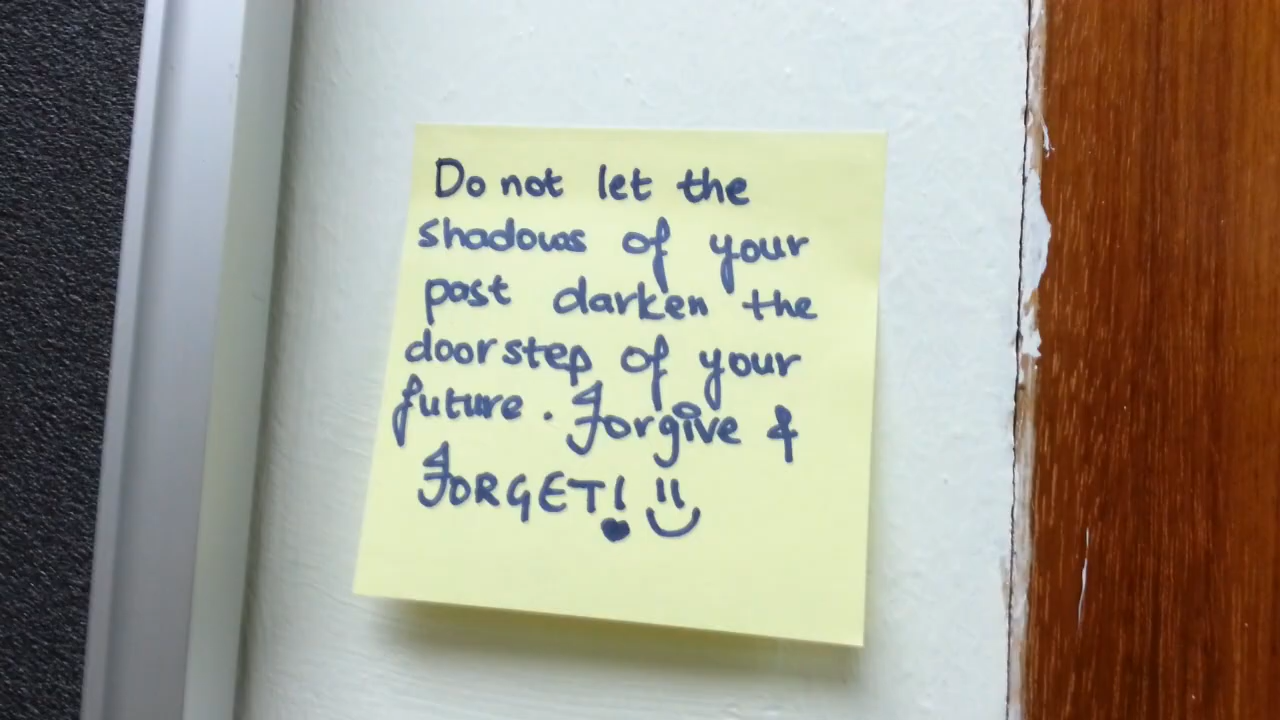 Do not let the
shadows of your
past darken the
doorstep of your
future. Forgive &
FORGET!